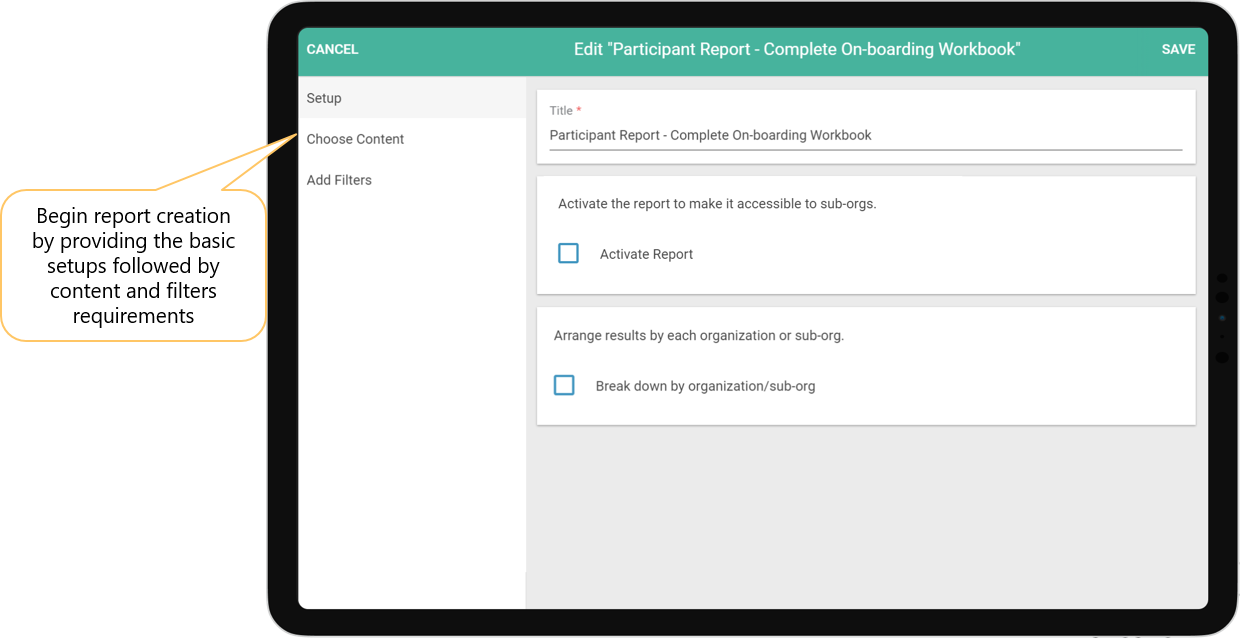 CANCEL
Edit "Participant Report - Complete On-boarding Workbook"
SAVE
Setup
Choose Content
Add Filters
Title *
Participant Report - Complete On-boarding Workbook
Activate the report to make it accessible to sub-orgs.
Activate Report
Arrange results by each organization or sub-org.
Break down by organization/sub-org
Begin report creation
by providing the basic
setups followed by
content and filters
requirements